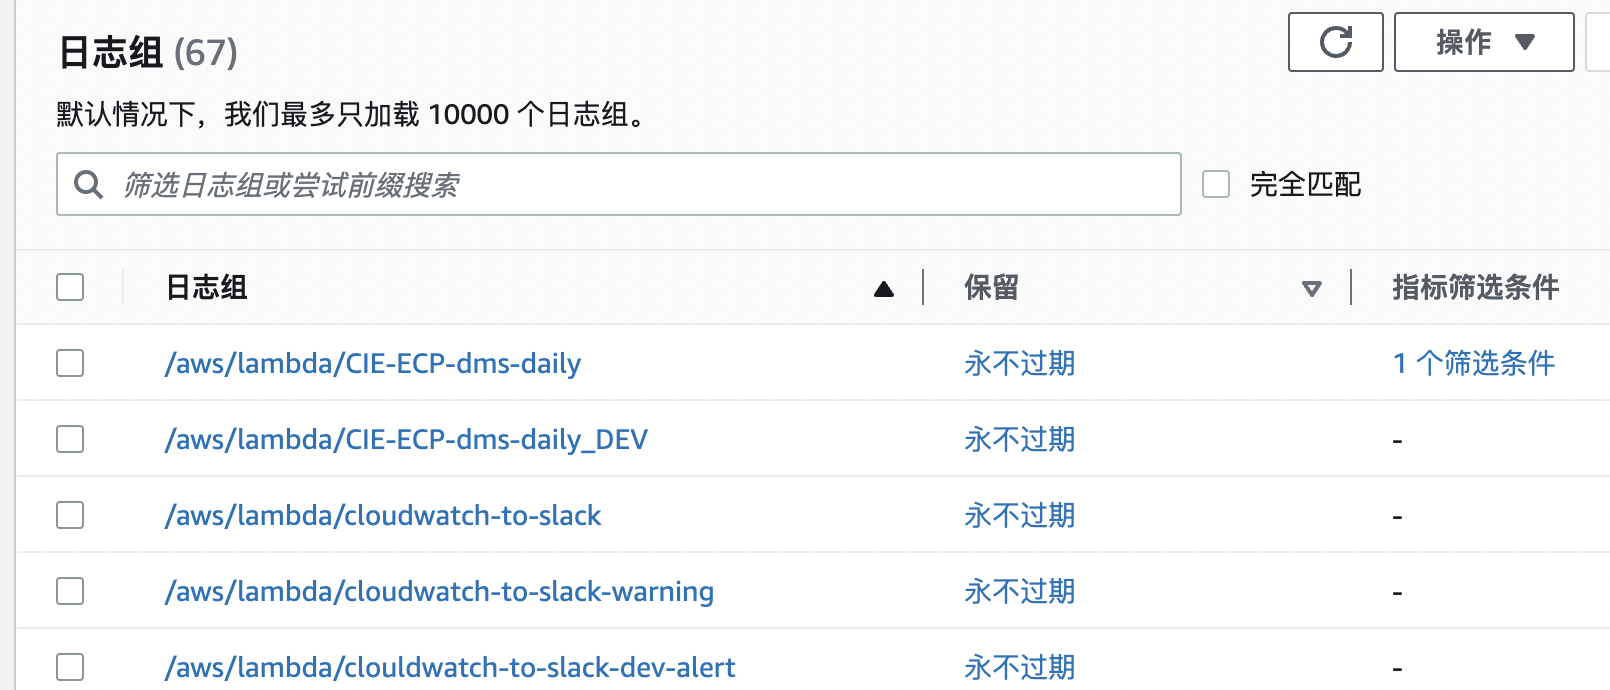 日志组 (67)
操作
默认情况下，我们最多只加载 10000 个日志组。
筛选日志组或尝试前缀搜索
完全匹配
日志组 保留 指标筛选条件
/aws/lambda/CIE-ECP-dms-daily 永不过期 1 个筛选条件
/aws/lambda/CIE-ECP-dms-daily_DEV 永不过期 -
/aws/lambda/cloudwatch-to-slack 永不过期 -
/aws/lambda/cloudwatch-to-slack-warning 永不过期 -
/aws/lambda/clouldwatch-to-slack-dev-alert 永不过期 -